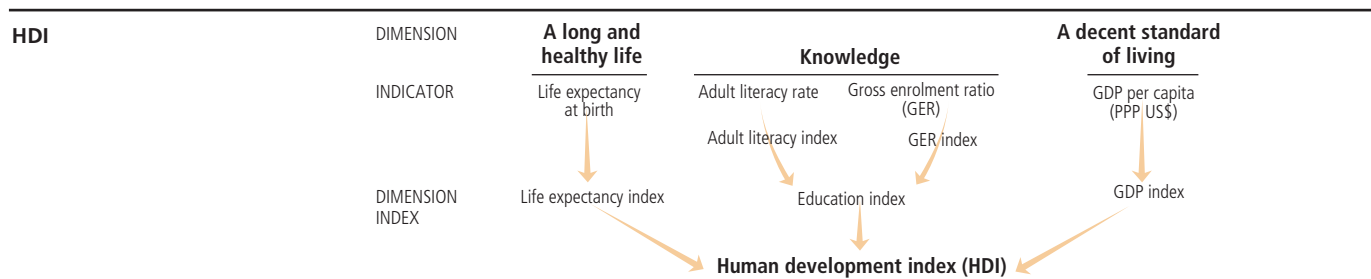 HDI
DIMENSION
A long and
healthy life
Knowledge
A decent standard
of living
INDICATOR
Life expectancy
at birth
Adult literacy rate
Gross enrolment ratio
(GER)
GDP per capita
(PPP US$)
Adult literacy index
GER index
DIMENSION
INDEX
Life expectancy index
Education index
GDP index
Human development index (HDI)